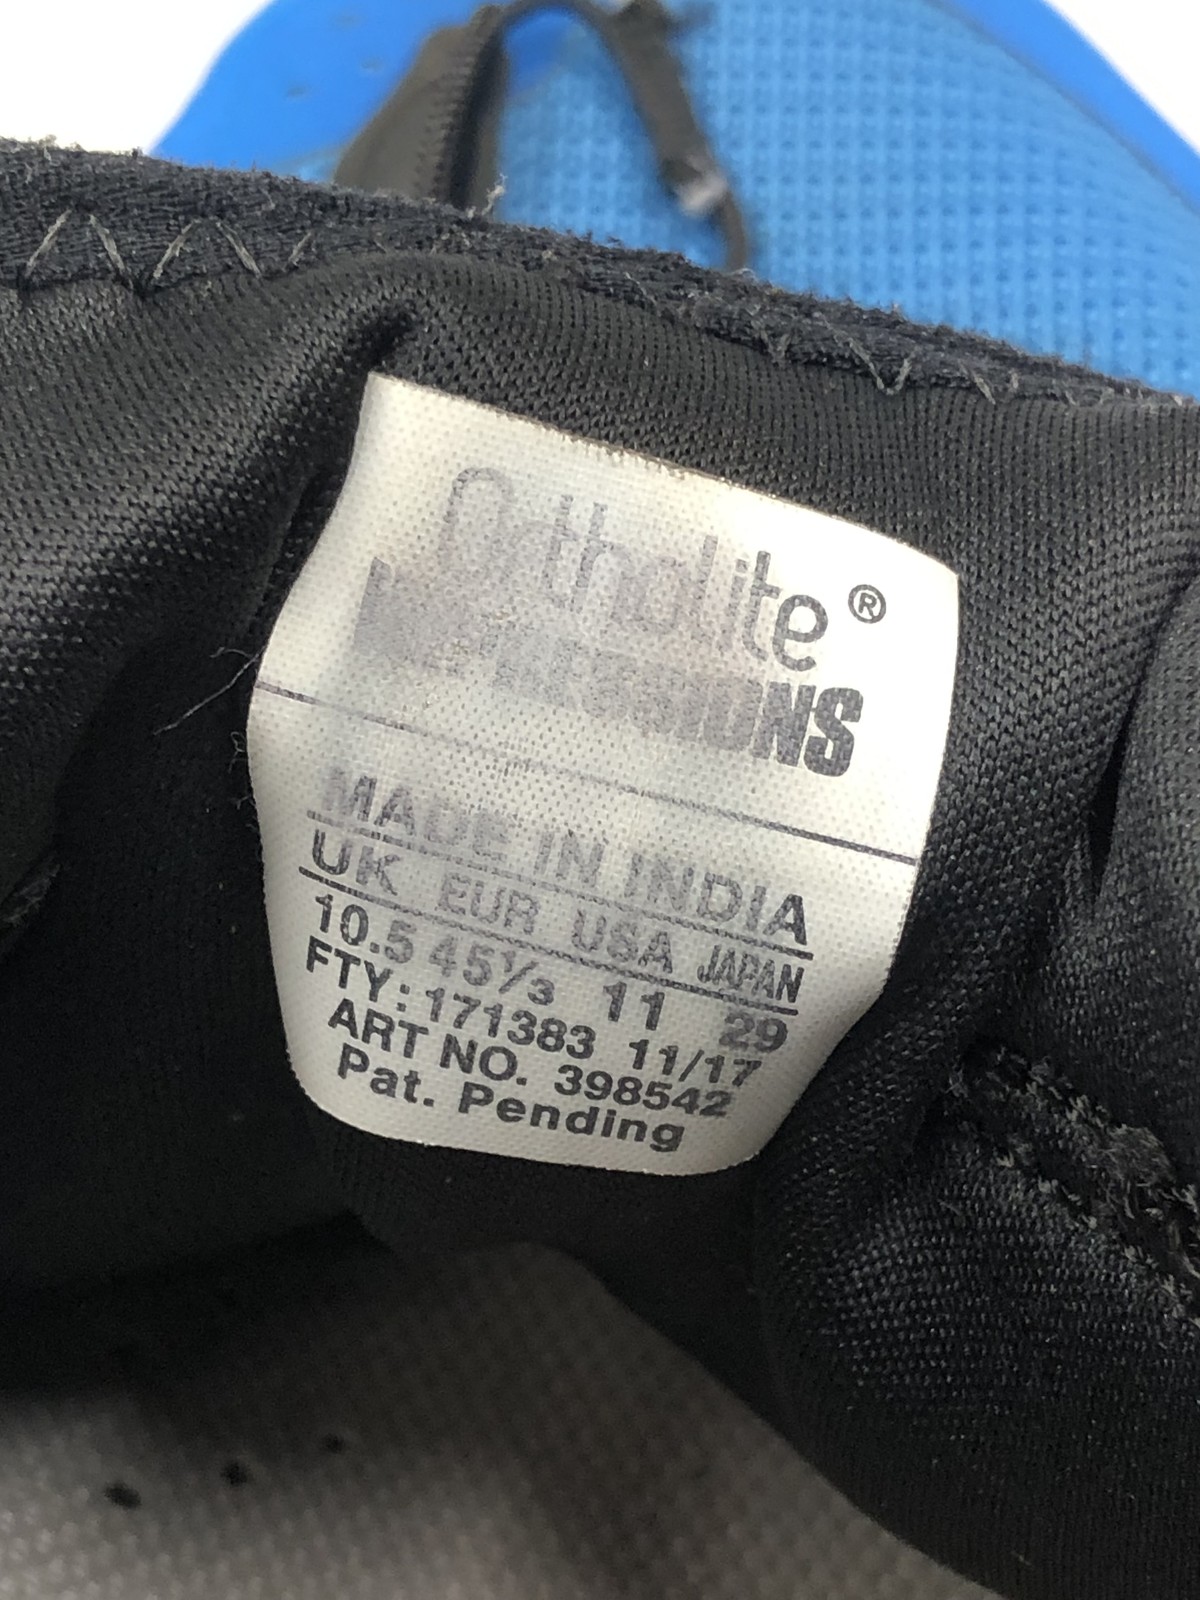 Ortholite®
MADE IN INDIA
UK EUR USA JAPAN
10.5 45⅓ 11 29
FTY: 171383 11/17
ART NO. 398542
Pat. Pending